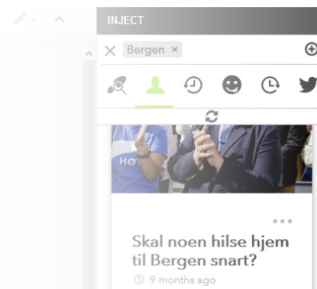 INJECT
Bergen ×
HØ
Skal noen hilse hjem
til Bergen snart?
9 months ago